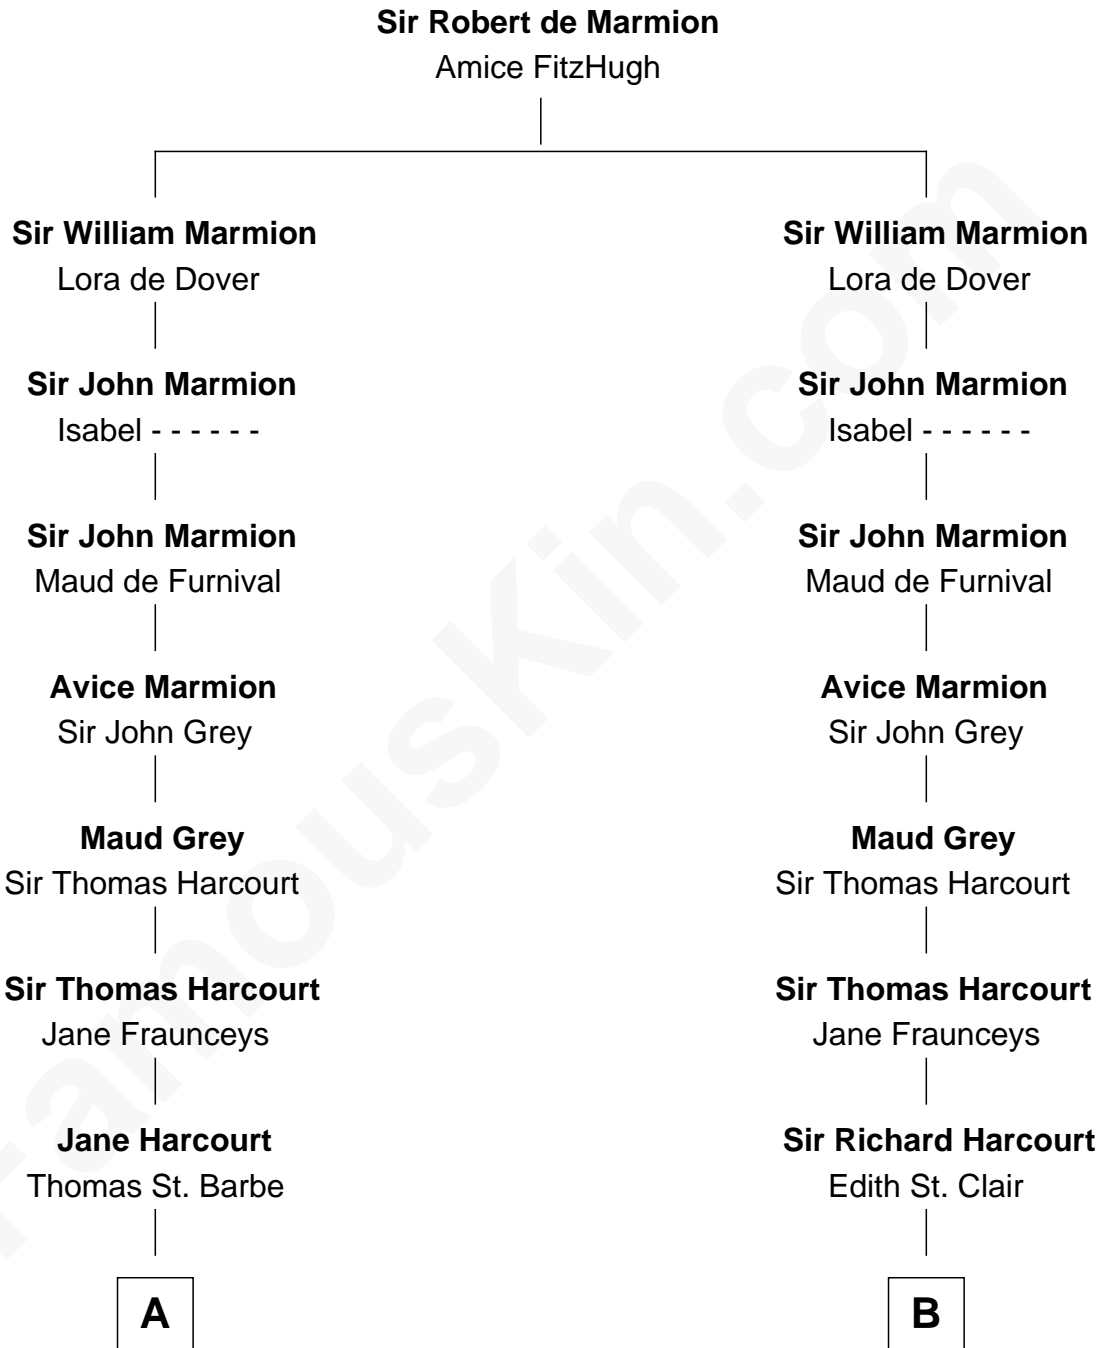 Sir Robert de Marmion
Amice FitzHugh
Sir William Marmion
Lora de Dover
Sir William Marmion
Lora de Dover
Sir John Marmion
Isabel - - - - - -
Sir John Marmion
Isabel - - - - - -
Sir John Marmion
Maud de Furnival
Sir John Marmion
Maud de Furnival
Avice Marmion
Sir John Grey
Avice Marmion
Sir John Grey
Maud Grey
Sir Thomas Harcourt
Maud Grey
Sir Thomas Harcourt
Sir Thomas Harcourt
Jane Fraunceys
Sir Thomas Harcourt
Jane Fraunceys
Jane Harcourt
Thomas St. Barbe
Sir Richard Harcourt
Edith St. Clair
A
B
FamousKin.com